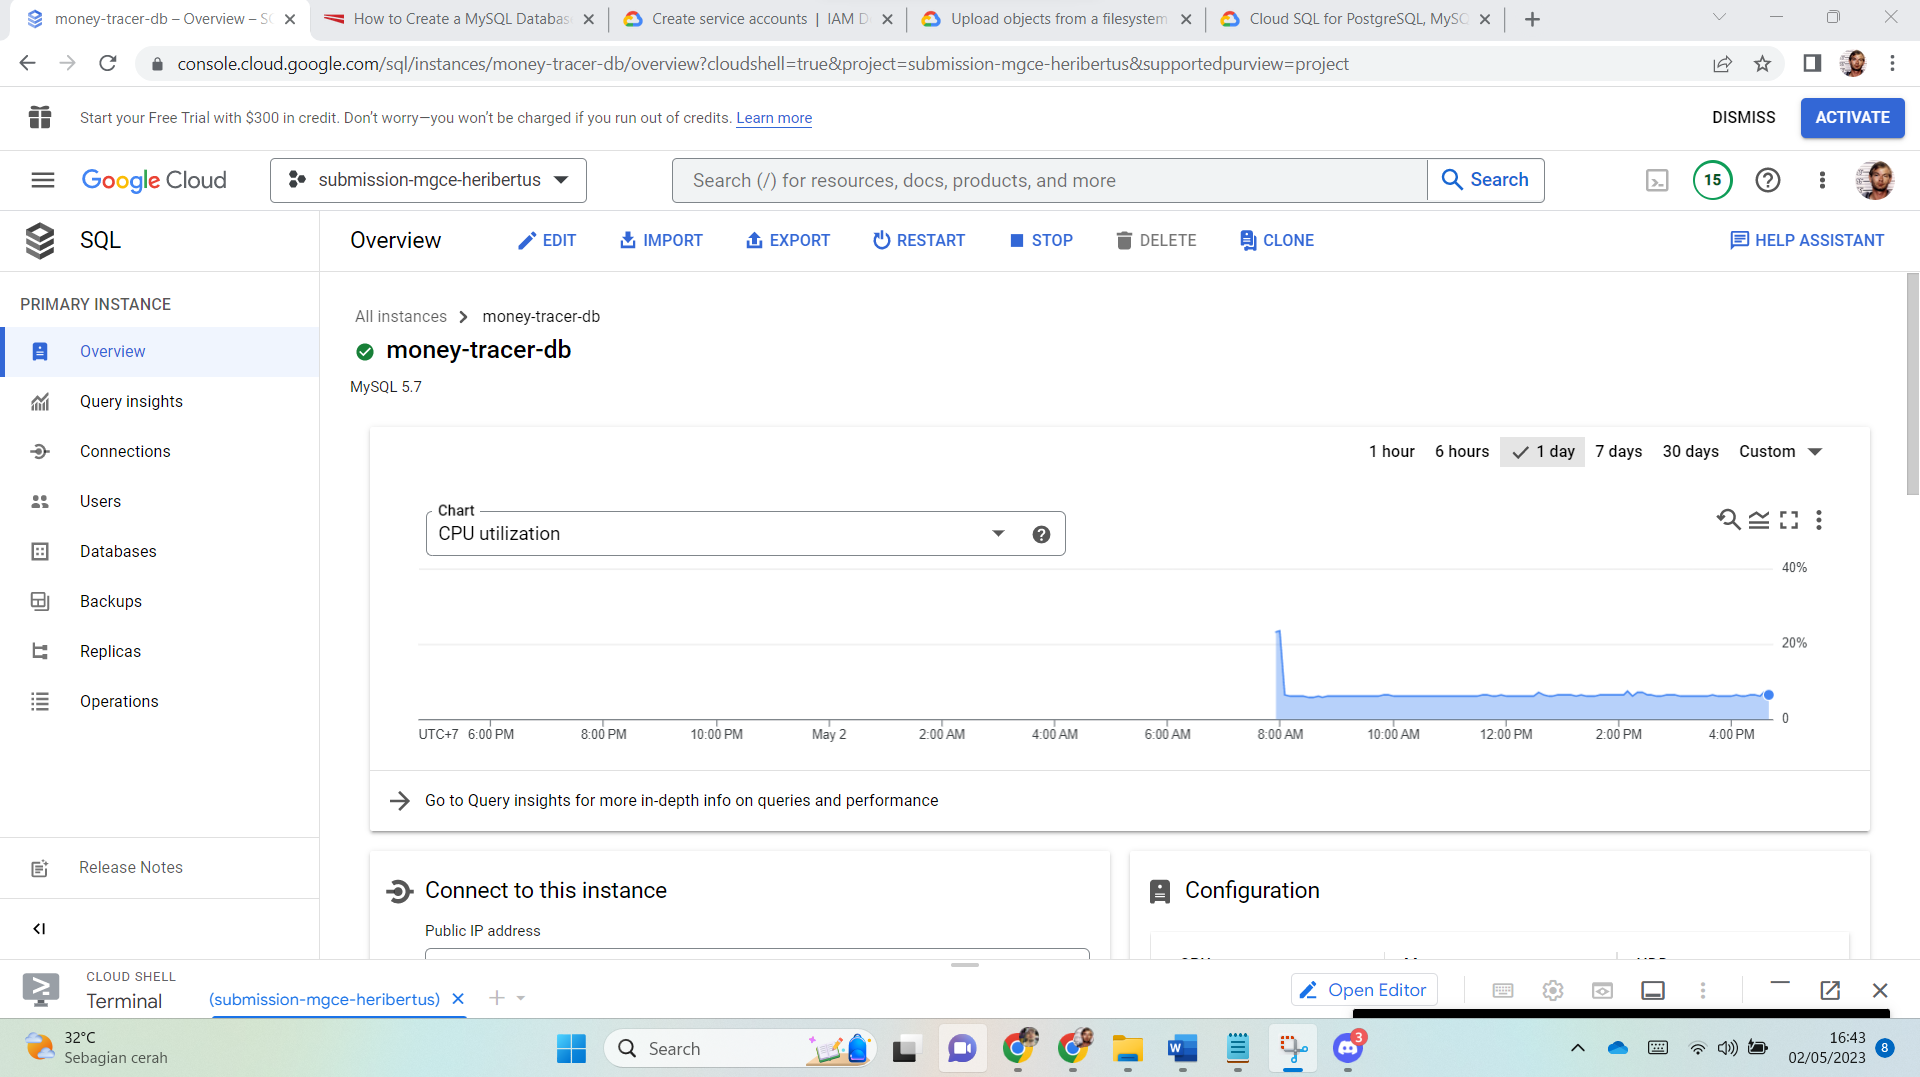 money-tracer-db – Overview – SC
How to Create a MySQL Databas
Create service accounts | IAM D
Upload objects from a filesystem
Cloud SQL for PostgreSQL, MySQ
console.cloud.google.com/sql/instances/money-tracer-db/overview?cloudshell=true&project=submission-mgce-heribertus&supportedpurview=project
Start your Free Trial with $300 in credit. Don't worry—you won't be charged if you run out of credits. Learn more
DISMISS
ACTIVATE
Google Cloud
submission-mgce-heribertus
Search (/) for resources, docs, products, and more
Search
15
SQL
Overview
EDIT
IMPORT
EXPORT
RESTART
STOP
DELETE
CLONE
HELP ASSISTANT
PRIMARY INSTANCE
Overview
Query insights
Connections
Users
Databases
Backups
Replicas
Operations
Release Notes
All instances
money-tracer-db
money-tracer-db
MySQL 5.7
1 hour
6 hours
1 day
7 days
30 days
Custom
Chart
CPU utilization
40%
20%
0
UTC+7
6:00 PM
8:00 PM
10:00 PM
May 2
2:00 AM
4:00 AM
6:00 AM
8:00 AM
10:00 AM
12:00 PM
2:00 PM
4:00 PM
Go to Query insights for more in-depth info on queries and performance
Connect to this instance
Public IP address
Configuration
CLOUD SHELL
Terminal
(submission-mgce-heribertus)
Open Editor
32°C
Sebagian cerah
Search
3
16:43
02/05/2023
8